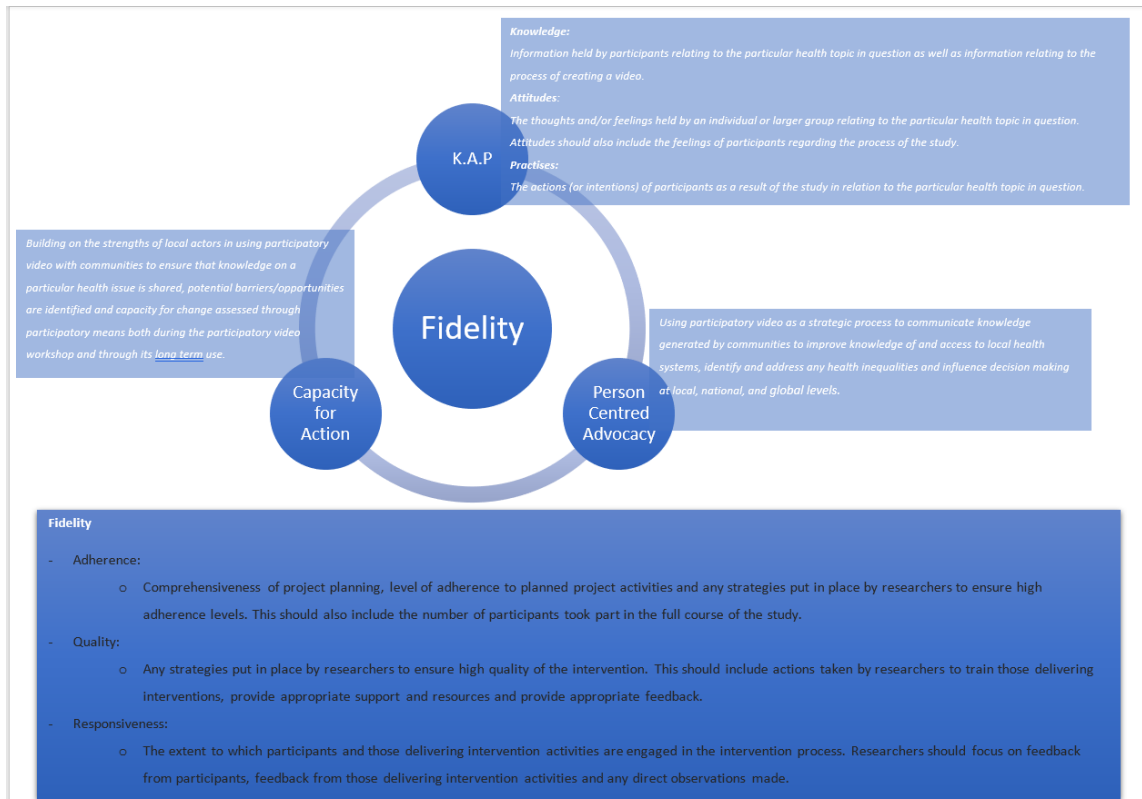 Knowledge:
Information held by participants relating to the particular health topic in question as well as information relating to the
process of creating a video.
Attitudes:
The thoughts and/or feelings held by an individual or larger group relating to the particular health topic in question.
Attitudes should also include the feelings of participants regarding the process of the study.
Practises:
The actions (or intentions) of participants as a result of the study in relation to the particular health topic in question.
K.A.P
Building on the strengths of local actors in using participatory
video with communities to ensure that knowledge on a
particular health issue is shared, potential barriers/opportunities
are identified and capacity for change assessed through
participatory means both during the participatory video
workshop and through its long term use.
Fidelity
Using participatory video as a strategic process to communicate knowledge
generated by communities to improve knowledge of and access to local health
systems, identify and address any health inequalities and influence decision making
at local, national, and global levels.
Capacity
for
Action
Person
Centred
Advocacy
Fidelity
- Adherence:
o Comprehensiveness of project planning, level of adherence to planned project activities and any strategies put in place by researchers to ensure high
adherence levels. This should also include the number of participants took part in the full course of the study.
- Quality:
o Any strategies put in place by researchers to ensure high quality of the intervention. This should include actions taken by researchers to train those delivering
interventions, provide appropriate support and resources and provide appropriate feedback.
- Responsiveness:
o The extent to which participants and those delivering intervention activities are engaged in the intervention process. Researchers should focus on feedback
from participants, feedback from those delivering intervention activities and any direct observations made.